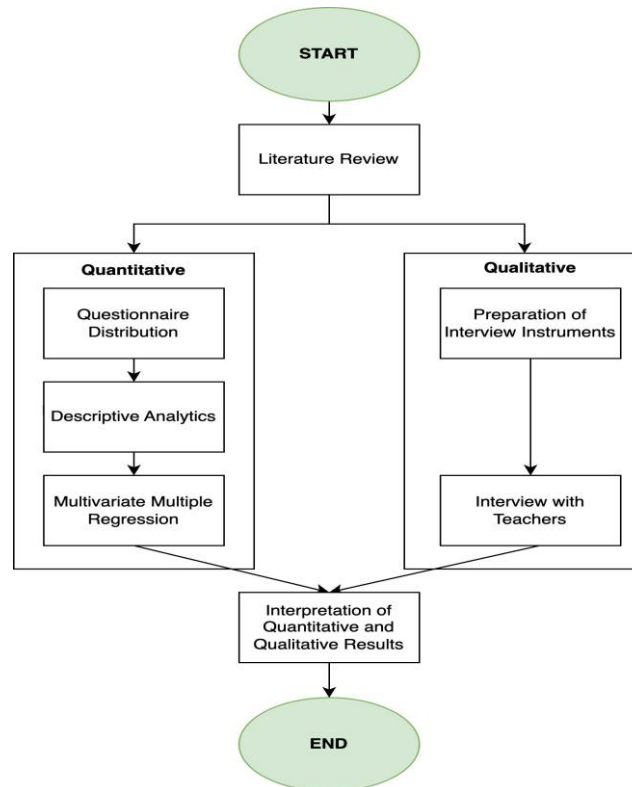 START
Literature Review
Quantitative
Questionnaire
Distribution
Descriptive Analytics
Multivariate Multiple
Regression
Qualitative
Preparation of
Interview Instruments
Interview with
Teachers
Interpretation of
Quantitative and
Qualitative Results
END